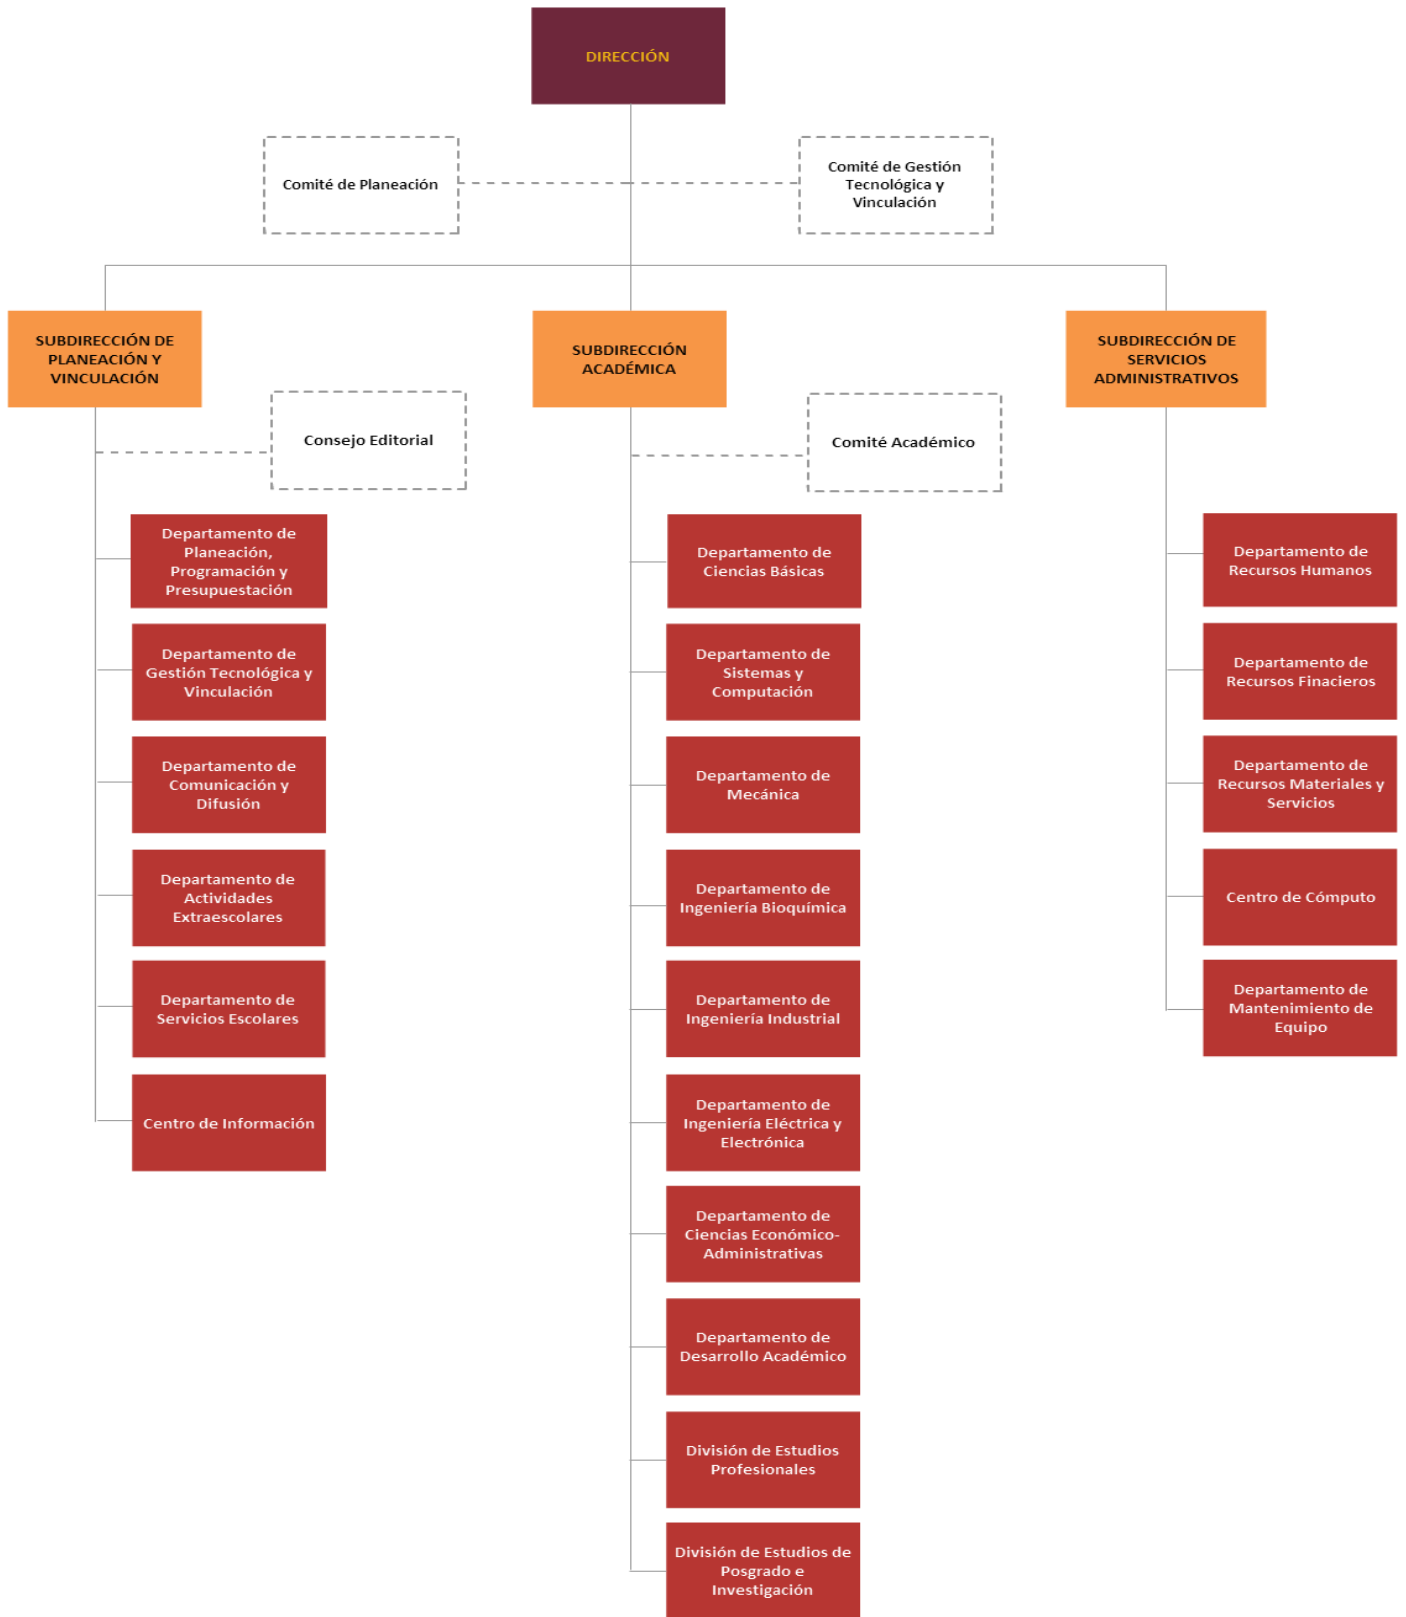 DIRECCIÓN
Comité de Planeación
Comité de Gestión
Tecnológica y
Vinculación
SUBDIRECCIÓN DE
PLANEACIÓN Y
VINCULACIÓN
Consejo Editorial
Departamento de
Planeación,
Programación y
Presupuestación
Departamento de
Gestión Tecnológica y
Vinculación
Departamento de
Comunicación y
Difusión
Departamento de
Actividades
Extraescolares
Departamento de
Servicios Escolares
Centro de Información
SUBDIRECCIÓN
ACADÉMICA
Comité Académico
Departamento de
Ciencias Básicas
Departamento de
Sistemas y
Computación
Departamento de
Mecánica
Departamento de
Ingeniería Bioquímica
Departamento de
Ingeniería Industrial
Departamento de
Ingeniería Eléctrica y
Electrónica
Departamento de
Ciencias Económico-
Administrativas
Departamento de
Desarrollo Académico
División de Estudios
Profesionales
División de Estudios de
Posgrado e
Investigación
SUBDIRECCIÓN DE
SERVICIOS
ADMINISTRATIVOS
Departamento de
Recursos Humanos
Departamento de
Recursos Finacieros
Departamento de
Recursos Materiales y
Servicios
Centro de Cómputo
Departamento de
Mantenimiento de
Equipo